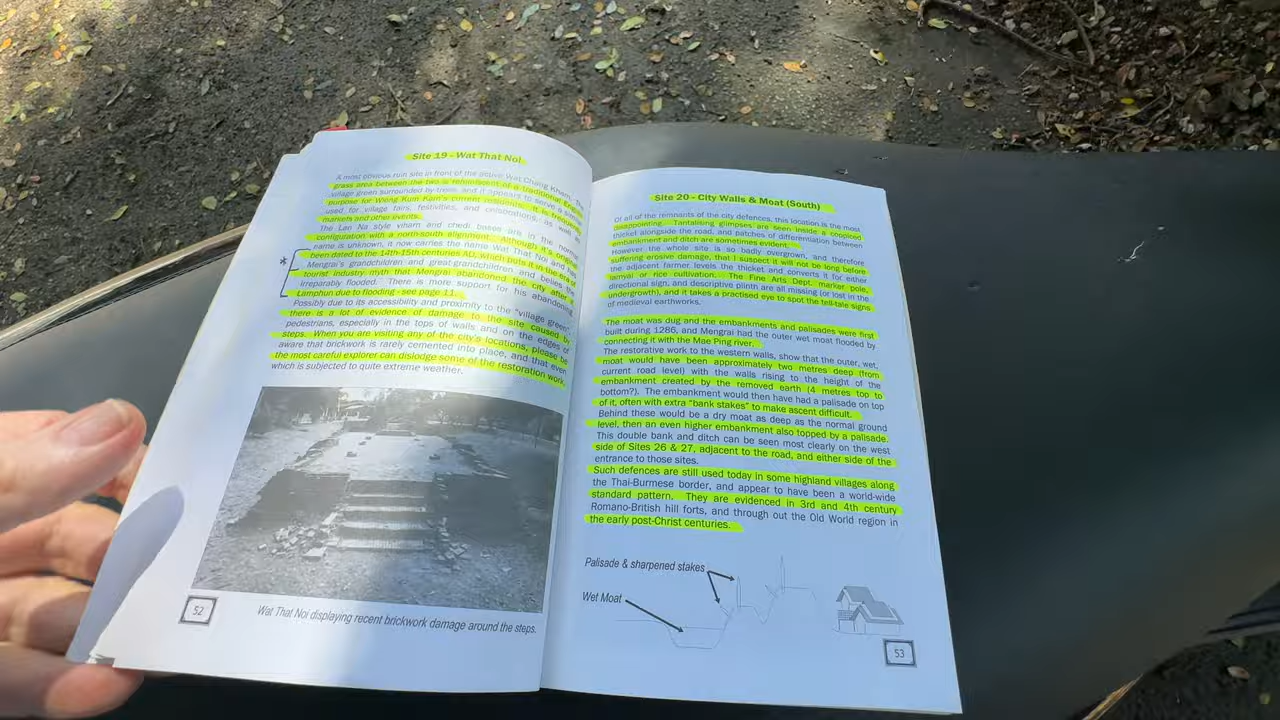 Site 19 - Wat That Noi
A most obvious ruin site in front of the active Wat Chang Kham. The
grass area between the two is reminiscent of a traditional English
village green surrounded by trees, and it appears to serve a similar
purpose for Wiang Kum Kam's current residents. It is frequently
used for village fairs, festivities, and celebrations, as well as
markets and other events.
The Lan Na style viharn and chedi bases are in the normal
configuration with a north-south alignment. Although it's original
name is unknown, it now carries the name Wat That Noi and has
been dated to the 14th-15th centuries AD, which puts it in the era of
Mengrai's grandchildren and great-grandchildren and belies the
tourist industry myth that Mengrai abandoned the city after it
irreparably flooded. There is more support for his abandoning
Lamphun due to flooding - see page 11.
Possibly due to its accessibility and proximity to the "village green",
there is a lot of evidence of damage to the site caused by
pedestrians, especially in the tops of walls and on the edges of
steps. When you are visiting any of the city's locations, please be
aware that brickwork is rarely cemented into place, and that even
the most careful explorer can dislodge some of the restoration work,
which is subjected to quite extreme weather.
Wat That Noi displaying recent brickwork damage around the steps.
52
Site 20 - City Walls & Moat (South)
Of all of the remnants of the city defences, this location is the most
disappointing. Tantalising glimpses are seen inside a coppiced
thicket alongside the road, and patches of differentiation between
embankment and ditch are sometimes evident.
However the whole site is so badly overgrown, and therefore
suffering erosive damage, that I suspect it will not be long before
the adjacent farmer levels the thicket and converts it for either
lamyai or rice cultivation. The Fine Arts Dept. marker pole,
directional sign, and descriptive plinth are all missing (or lost in the
undergrowth), and it takes a practised eye to spot the tell-tale signs
of medieval earthworks.
The moat was dug and the embankments and palisades were first
built during 1286, and Mengrai had the outer wet moat flooded by
connecting it with the Mae Ping river.
The restorative work to the western walls, show that the outer, wet,
moat would have been approximately two metres deep (from
current road level) with the walls rising to the height of the
embankment created by the removed earth (4 metres top to
bottom?). The embankment would then have had a palisade on top
of it, often with extra "bank stakes" to make ascent difficult.
Behind these would be a dry moat as deep as the normal ground
level, then an even higher embankment also topped by a palisade.
This double bank and ditch can be seen most clearly on the west
side of Sites 26 & 27, adjacent to the road, and either side of the
entrance to those sites.
Such defences are still used today in some highland villages along
the Thai-Burmese border, and appear to have been a world-wide
standard pattern. They are evidenced in 3rd and 4th century
Romano-British hill forts, and through out the Old World region in
the early post-Christ centuries.
Palisade & sharpened stakes
Wet Moat
53